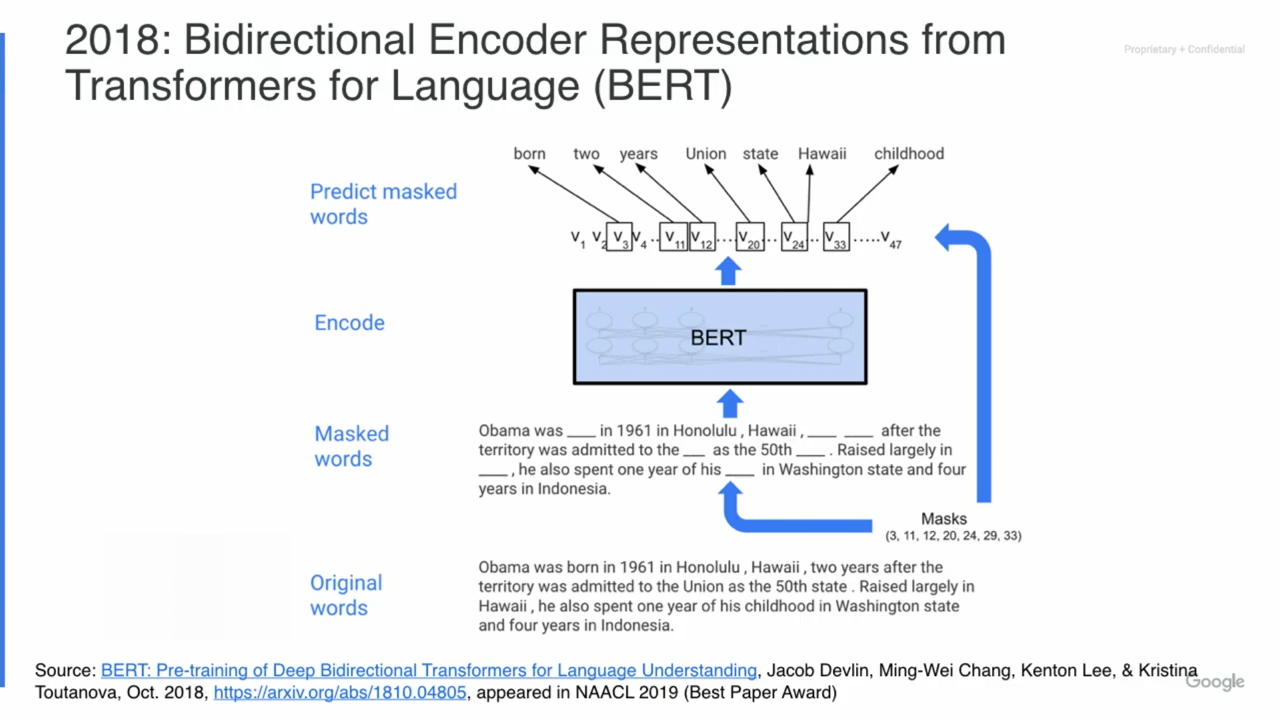 2018: Bidirectional Encoder Representations from
Transformers for Language (BERT)
Proprietary + Confidential
born two years Union state Hawaii childhood
Predict masked
words
V1 V2 V3 V4 .. V11 V12 .... V20 .. V24 .. V33 ..... V47
Encode
BERT
Masked
words
Obama was ____ in 1961 in Honolulu , Hawaii , ____ ____ after the
territory was admitted to the ___ as the 50th ____ . Raised largely in
____ , he also spent one year of his ____ in Washington state and four
years in Indonesia.
Masks
(3, 11, 12, 20, 24, 29, 33)
Original
words
Obama was born in 1961 in Honolulu , Hawaii , two years after the
territory was admitted to the Union as the 50th state . Raised largely in
Hawaii , he also spent one year of his childhood in Washington state
and four years in Indonesia.
Source: BERT: Pre-training of Deep Bidirectional Transformers for Language Understanding, Jacob Devlin, Ming-Wei Chang, Kenton Lee, & Kristina
Toutanova, Oct. 2018, https://arxiv.org/abs/1810.04805, appeared in NAACL 2019 (Best Paper Award)
Google